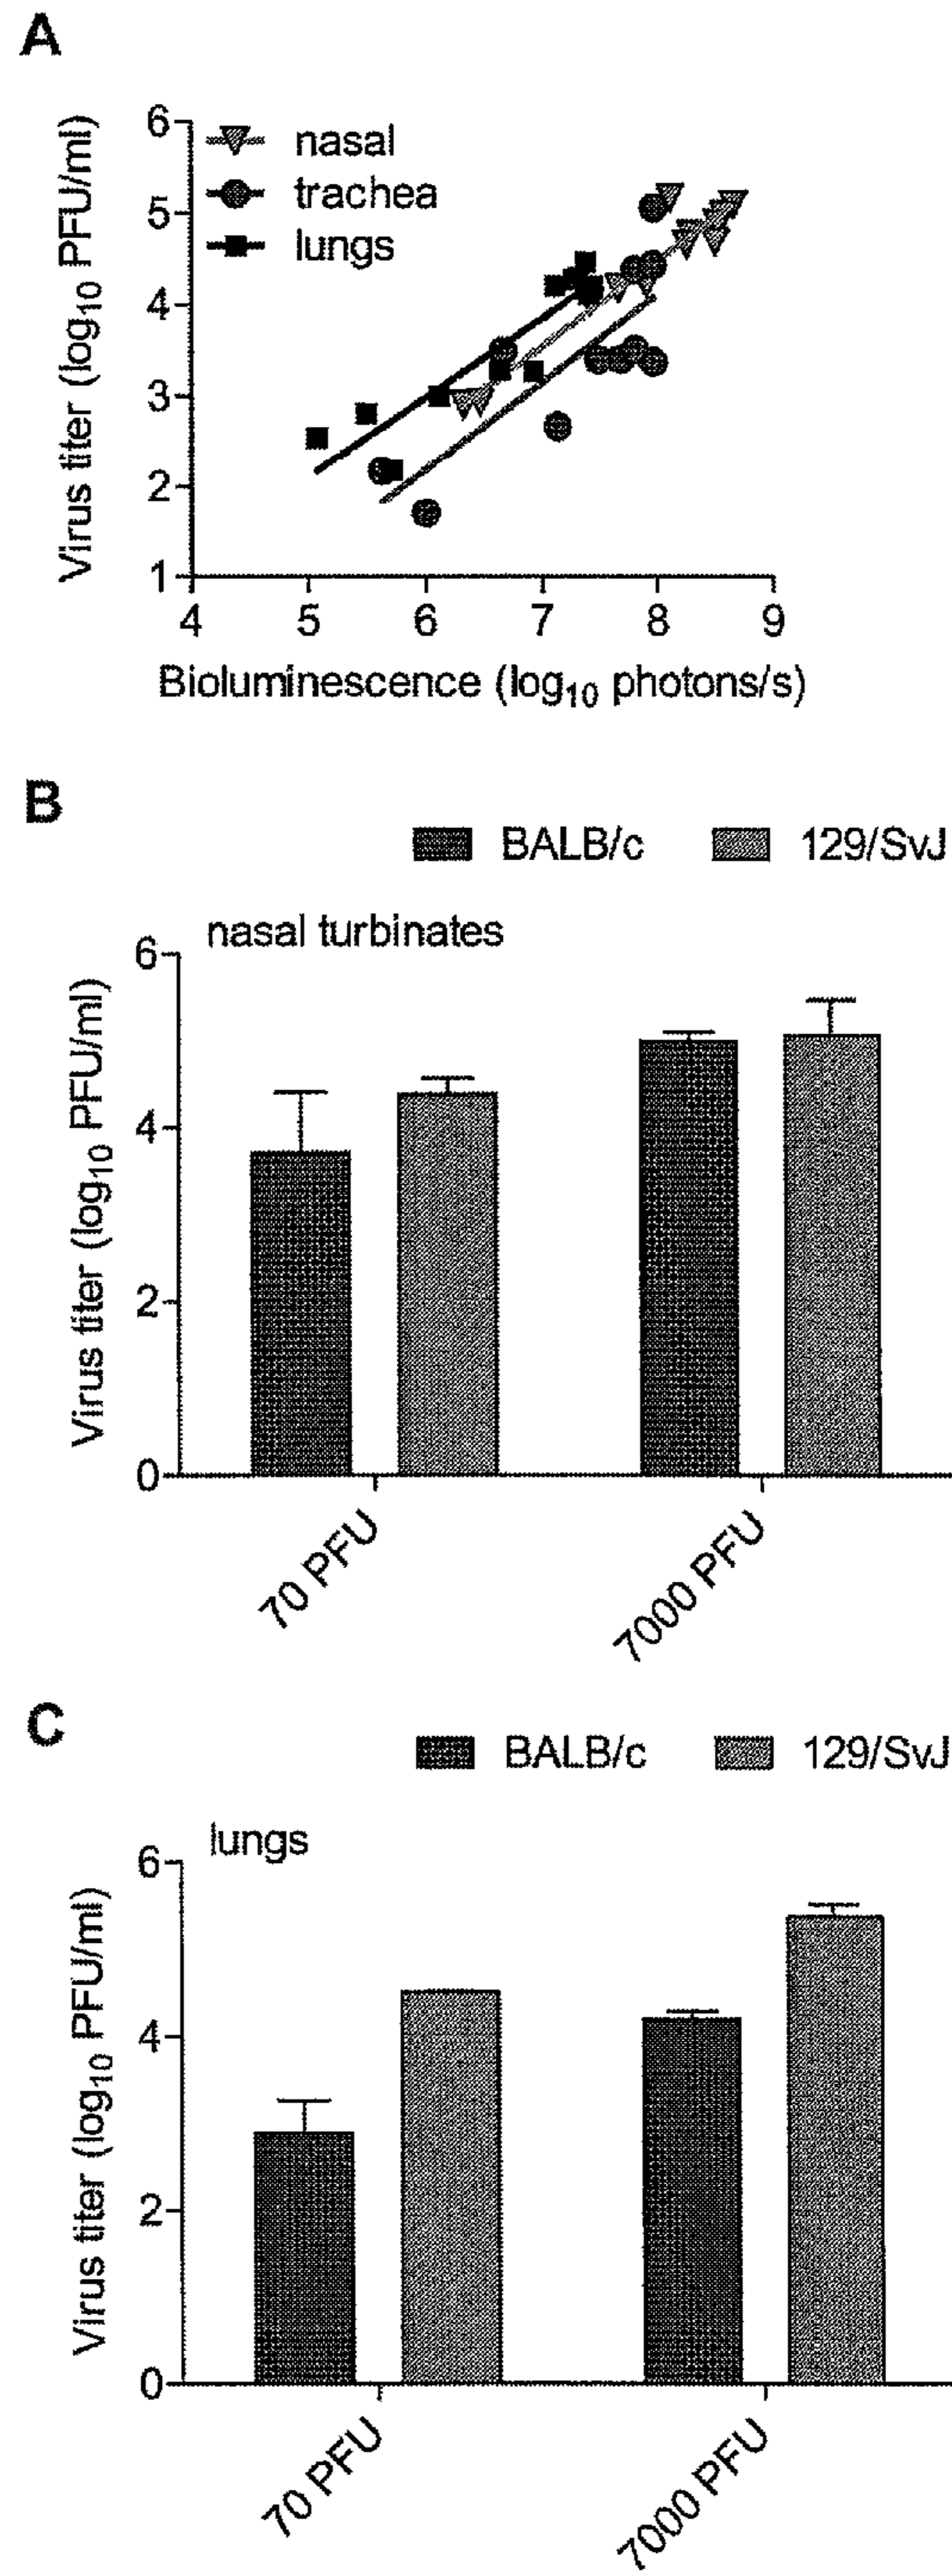 A
Virus titer (log10 PFU/ml)
6
5
4
3
2
1
nasal
trachea
lungs
4 5 6 7 8 9
Bioluminescence (log10 photons/s)
B
BALB/c 129/SvJ
nasal turbinates
Virus titer (log10 PFU/ml)
6
4
2
0
70 PFU 7000 PFU
C
BALB/c 129/SvJ
lungs
Virus titer (log10 PFU/ml)
6
4
2
0
70 PFU 7000 PFU